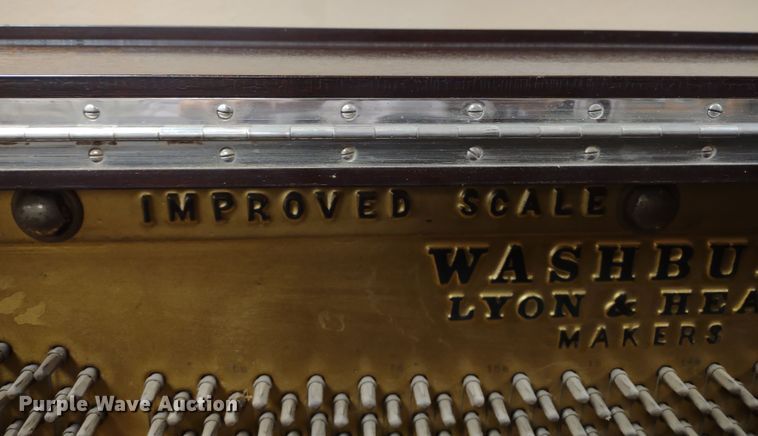 IMPROVED SCALE
WASHBU
LYON & HEA
MAKERS
Purple Wave Auction